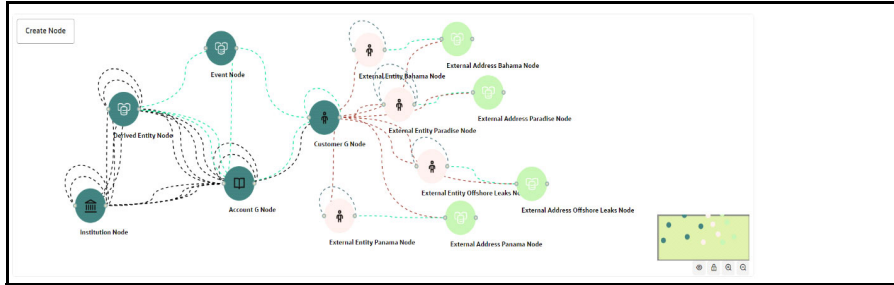 Create Node
Event Node
External Entity Bahama Node
External Address Bahama Node
External Address Paradise Node
Derived Entity Node
External Entity Paradise Node
Customer G Node
External Entity Offshore Leaks N
External Address Offshore Leaks Node
Account G Node
Institution Node
External Entity Panama Node
External Address Panama Node